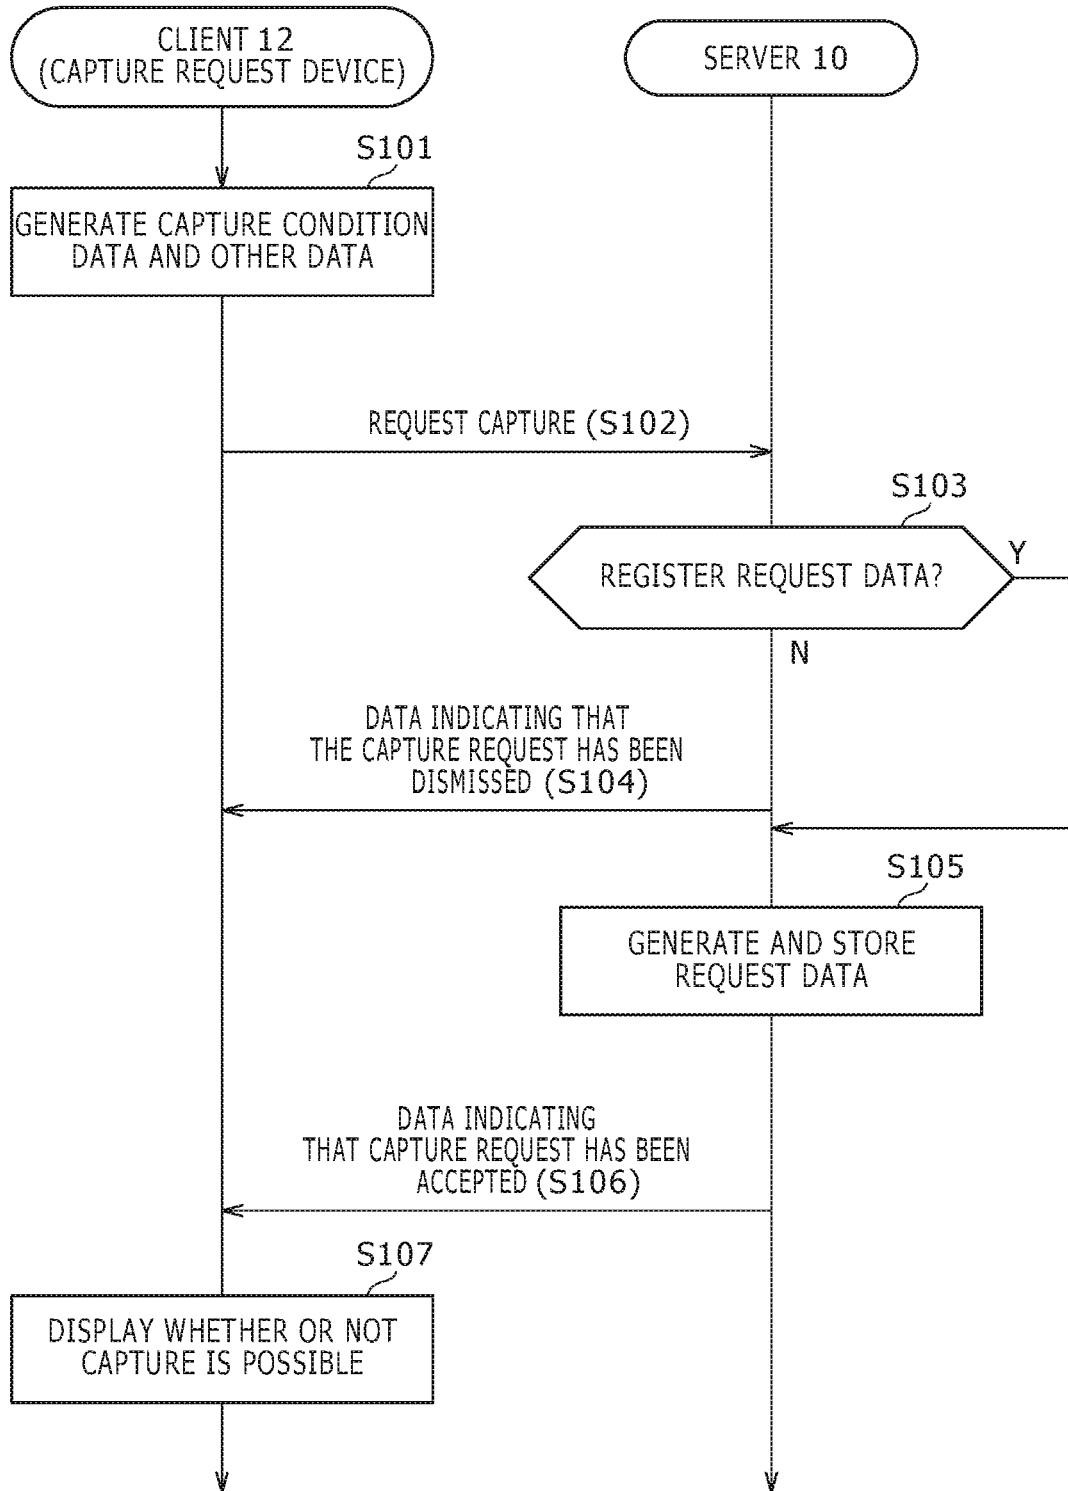 CLIENT 12
(CAPTURE REQUEST DEVICE)
SERVER 10
S101
GENERATE CAPTURE CONDITION
DATA AND OTHER DATA
REQUEST CAPTURE (S102)
S103
REGISTER REQUEST DATA?
Y
N
DATA INDICATING THAT
THE CAPTURE REQUEST HAS BEEN
DISMISSED (S104)
S105
GENERATE AND STORE
REQUEST DATA
DATA INDICATING
THAT CAPTURE REQUEST HAS BEEN
ACCEPTED (S106)
S107
DISPLAY WHETHER OR NOT
CAPTURE IS POSSIBLE